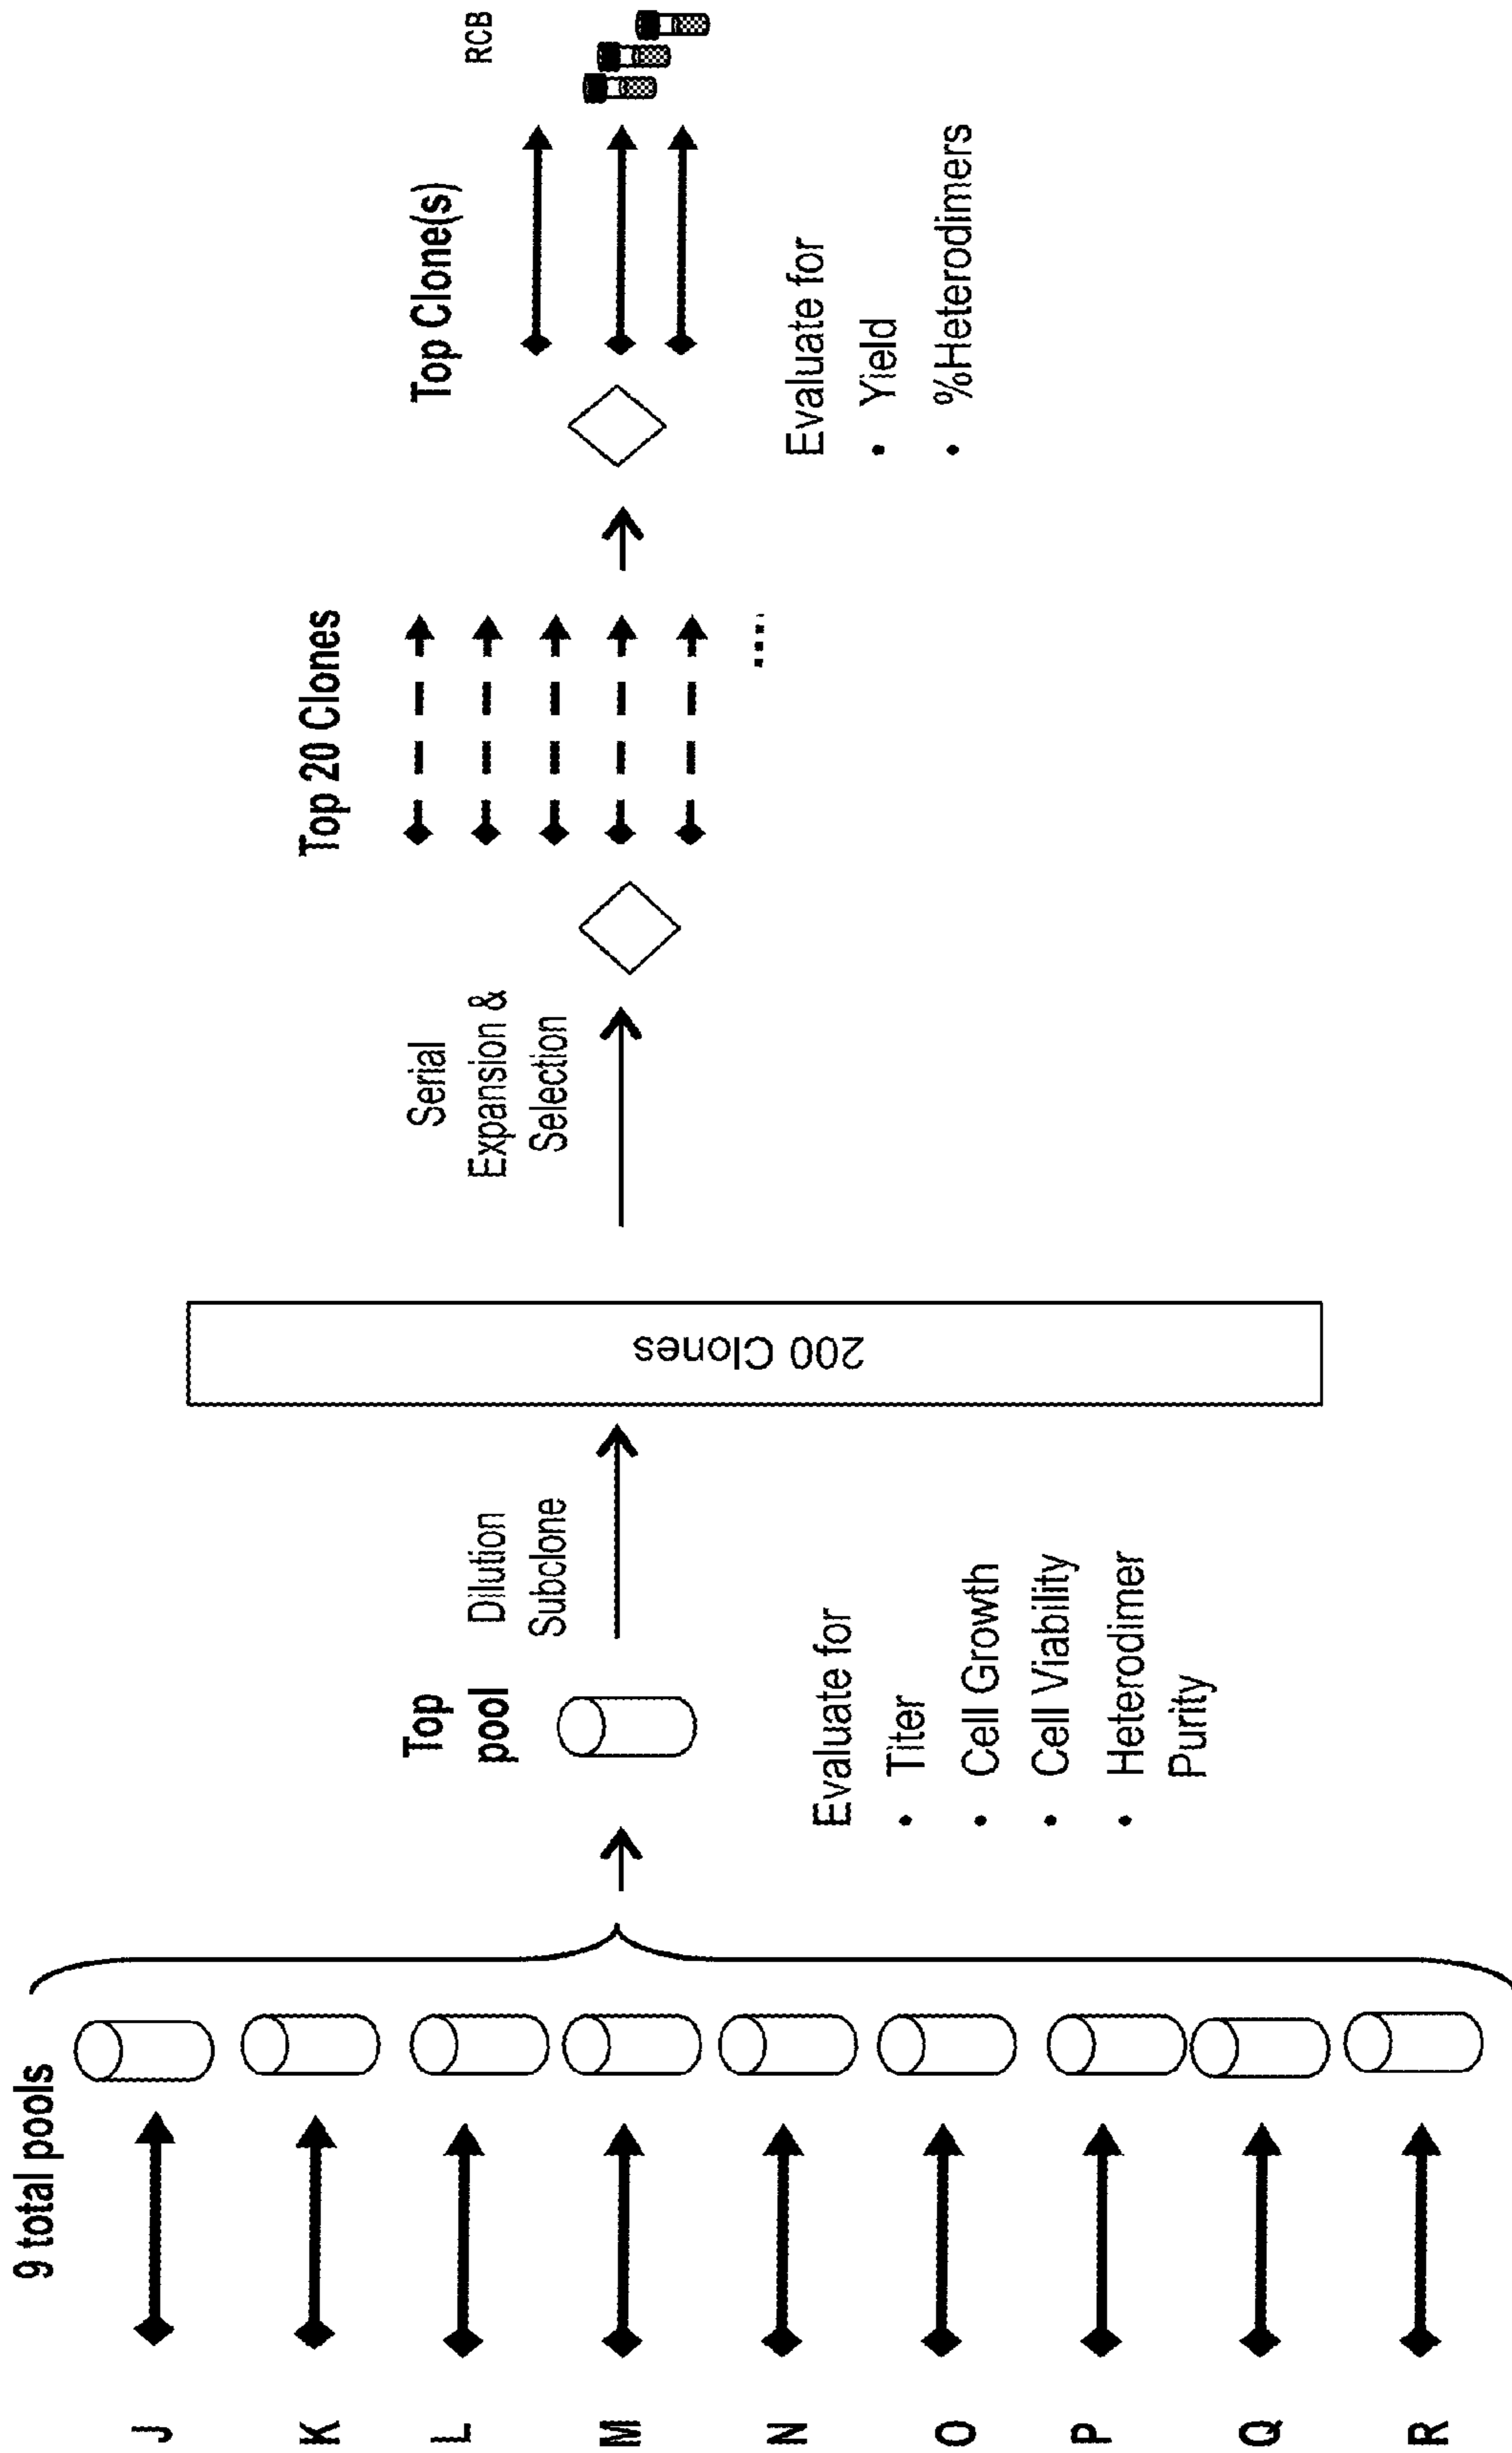 9 total pools
J
K
L
M
N
O
P
Q
R
Top
pool
Evaluate for
• Titer
• Cell Growth
• Cell Viability
• Heterodimer
Purity
Dilution
Subclone
200 Clones
Serial
Expansion &
Selection
Top 20 Clones
....
Top Clone(s)
Evaluate for
• Yield
• %Heterodimers
RCB